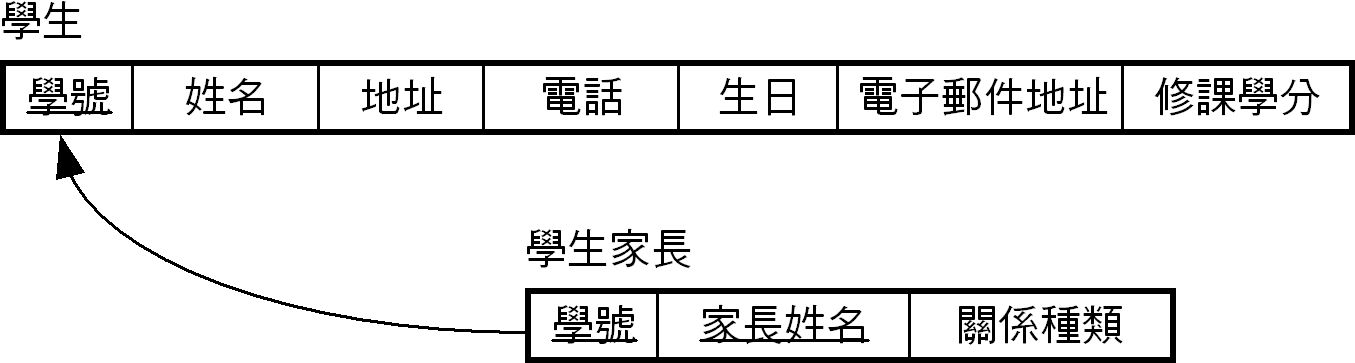 學生
學號 姓名 地址 電話 生日 電子郵件地址 修課學分
學生家長
學號 家長姓名 關係種類